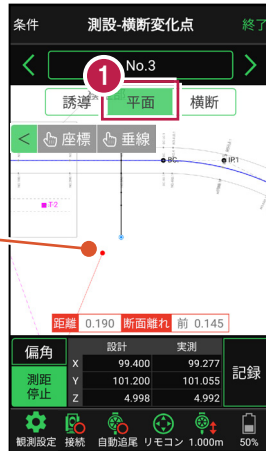 条件 測設-横断変化点 終了
< No.3 >
1
誘導 平面 横断
< 座標 垂線
BC
IP.1
T-2
距離 0.190 断面離れ 前 0.145
偏角 設計 実測
X 99.400 99.277
測距停止 Y 101.200 101.055 記録
Z 4.998 4.992
観測設定 接続 自動追尾 リモコン 1.000m 50%